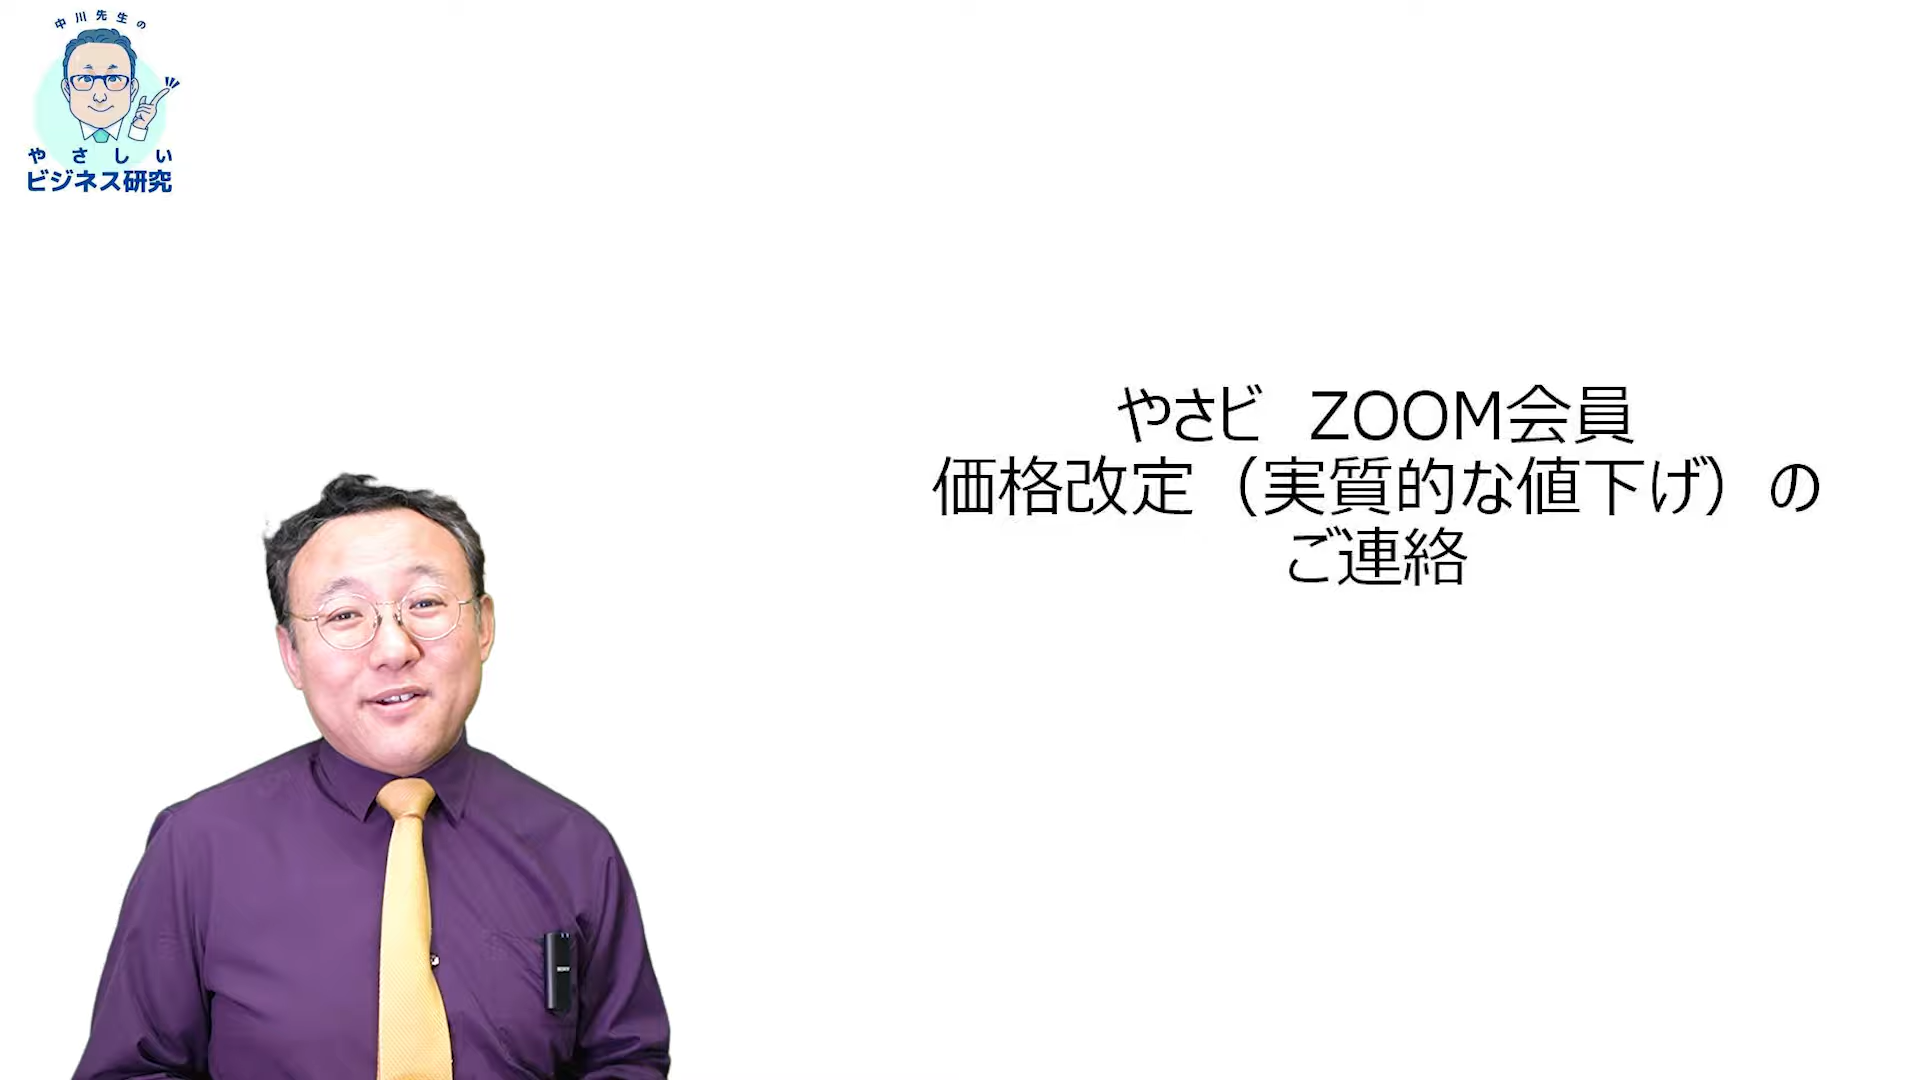 中川先生の
やさしい
ビジネス研究
やさビ　ZOOM会員
価格改定（実質的な値下げ）の
ご連絡
SONY